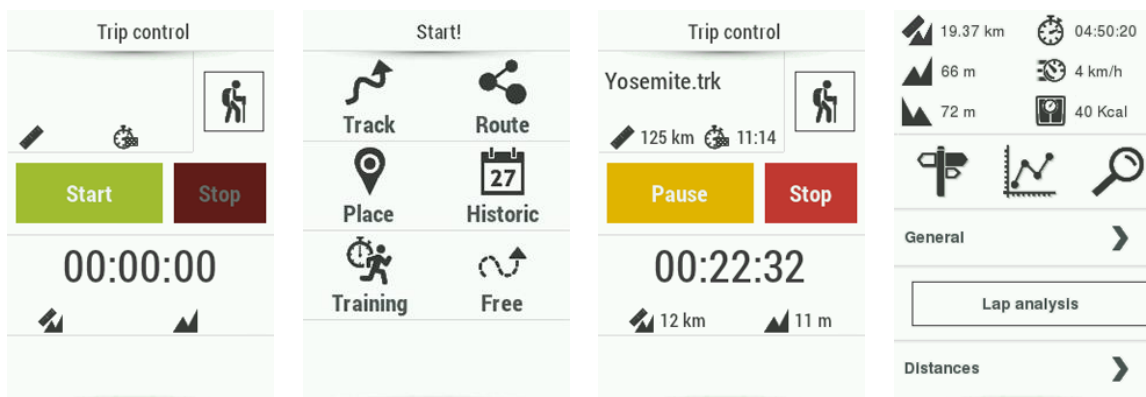 Trip control
Start
Stop
00:00:00
Start!
Track
Route
Place
27
Historic
Training
Free
Trip control
Yosemite.trk
125 km
11:14
Pause
Stop
00:22:32
12 km
11 m
19.37 km
04:50:20
66 m
4 km/h
72 m
40 Kcal
General
Lap analysis
Distances